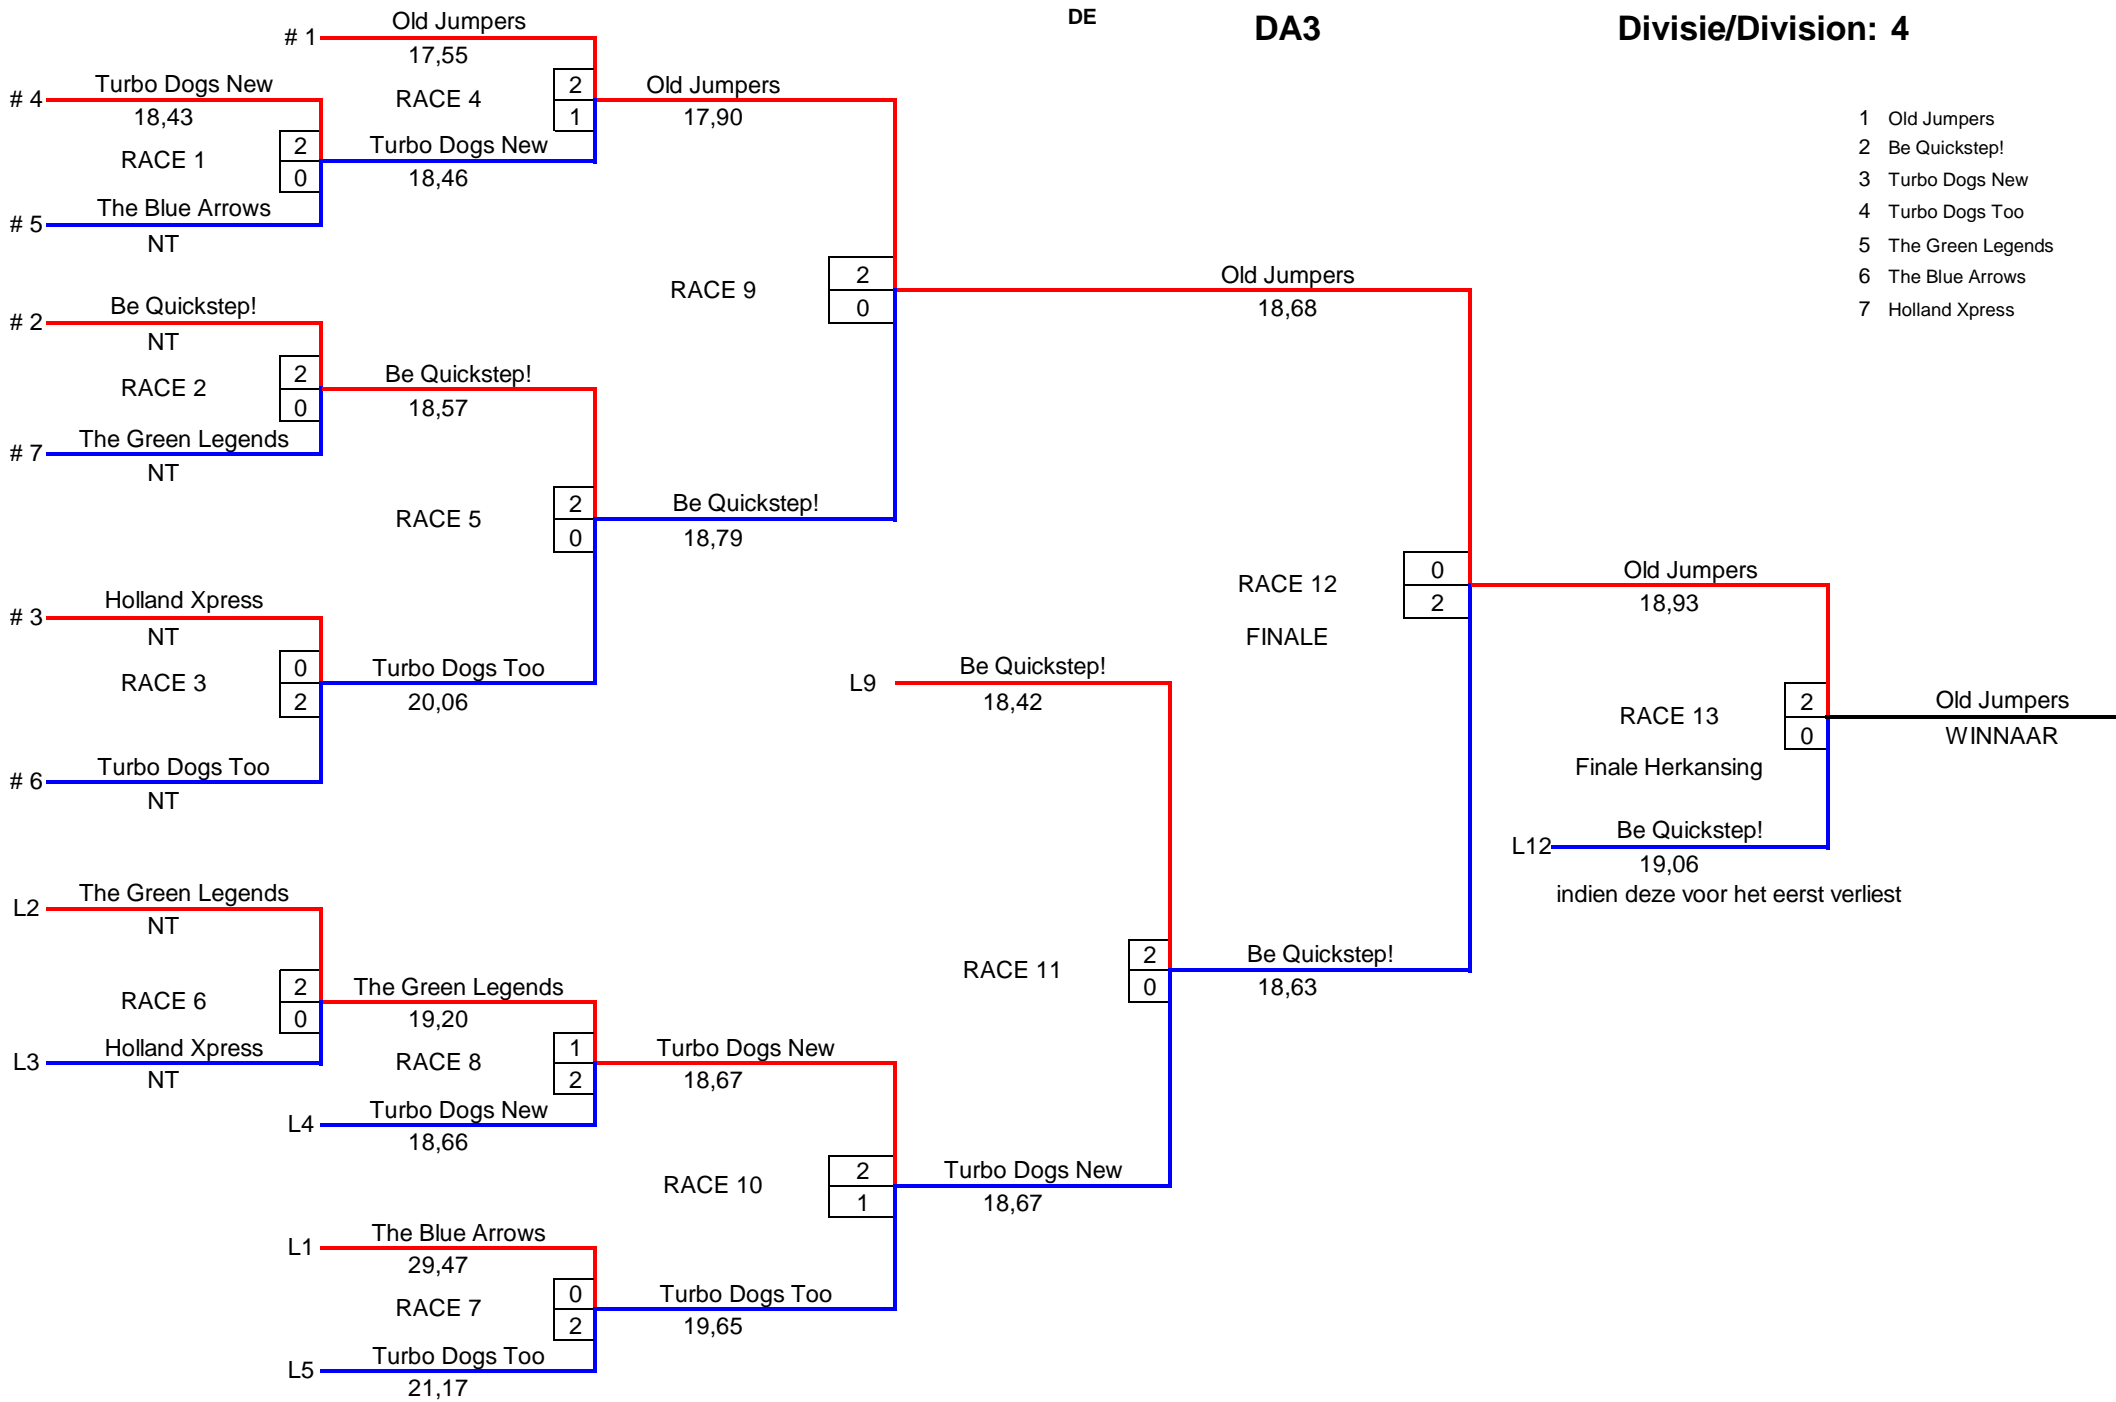 DE
DA3
Divisie/Division: 4
1 Old Jumpers
2 Be Quickstep!
3 Turbo Dogs New
4 Turbo Dogs Too
5 The Green Legends
6 The Blue Arrows
7 Holland Xpress
# 1
Old Jumpers
17,55
# 4
Turbo Dogs New
18,43
RACE 1
2
0
# 5
The Blue Arrows
NT
RACE 4
2
1
Turbo Dogs New
18,46
Old Jumpers
17,90
# 2
Be Quickstep!
NT
RACE 2
2
0
# 7
The Green Legends
NT
Be Quickstep!
18,57
RACE 5
2
0
# 3
Holland Xpress
NT
RACE 3
0
2
# 6
Turbo Dogs Too
NT
Turbo Dogs Too
20,06
Be Quickstep!
18,79
RACE 9
2
0
Old Jumpers
18,68
L2
The Green Legends
NT
RACE 6
2
0
L3
Holland Xpress
NT
The Green Legends
19,20
RACE 8
1
2
L4
Turbo Dogs New
18,66
Turbo Dogs New
18,67
L1
The Blue Arrows
29,47
RACE 7
0
2
L5
Turbo Dogs Too
21,17
Turbo Dogs Too
19,65
RACE 10
2
1
Turbo Dogs New
18,67
L9
Be Quickstep!
18,42
RACE 11
2
0
Be Quickstep!
18,63
RACE 12
0
2
FINALE
Old Jumpers
18,93
RACE 13
2
0
Finale Herkansing
L12
Be Quickstep!
19,06
indien deze voor het eerst verliest
Old Jumpers
WINNAAR